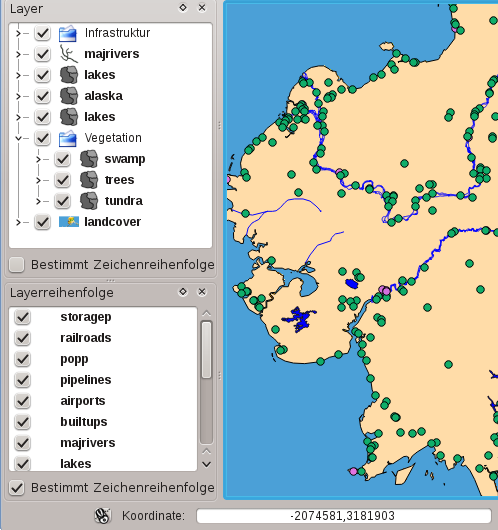 Layer
Infrastruktur
majrivers
lakes
alaska
lakes
Vegetation
swamp
trees
tundra
landcover
Bestimmt Zeichenreihenfolge
Layerreihenfolge
storagep
railroads
popp
pipelines
airports
builtups
majrivers
lakes
Bestimmt Zeichenreihenfolge
Koordinate: -2074581,3181903